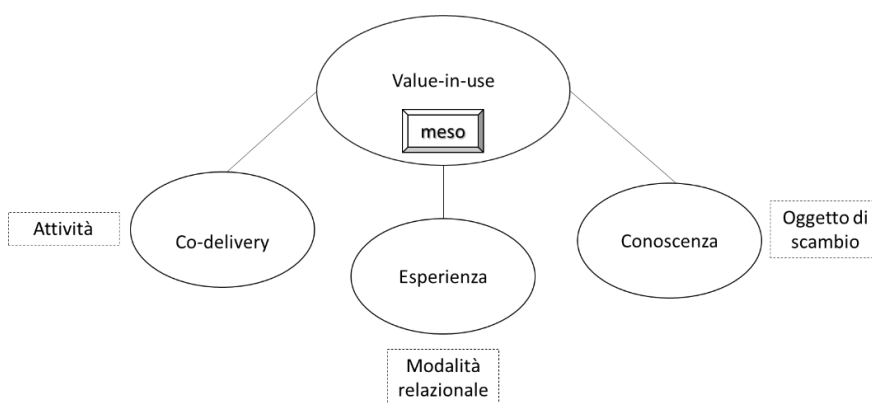 Value-in-use
meso
Attività
Co-delivery
Esperienza
Conoscenza
Oggetto di
scambio
Modalità
relazionale